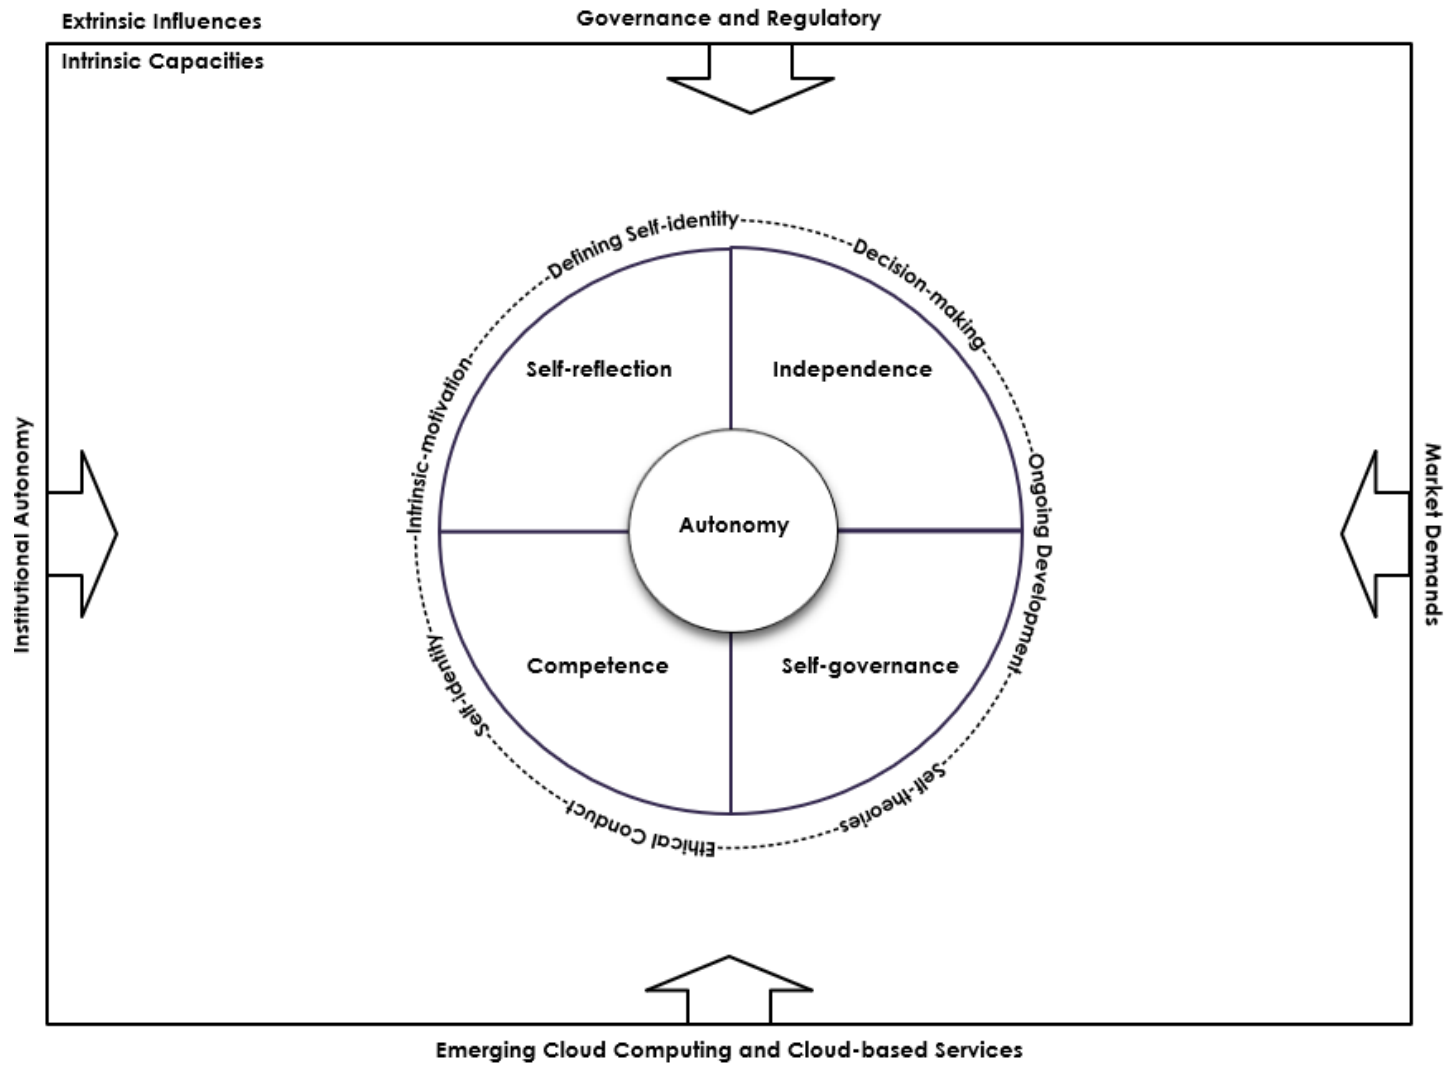 Extrinsic Influences
Governance and Regulatory
Intrinsic Capacities
Defining Self-identity
Decision-making
Intrinsic-motivation
Self-reflection
Independence
Institutional Autonomy
Autonomy
Ongoing Development
Market Demands
Competence
Self-governance
Self-identity
Self-theories
Ethical Conduct
Emerging Cloud Computing and Cloud-based Services